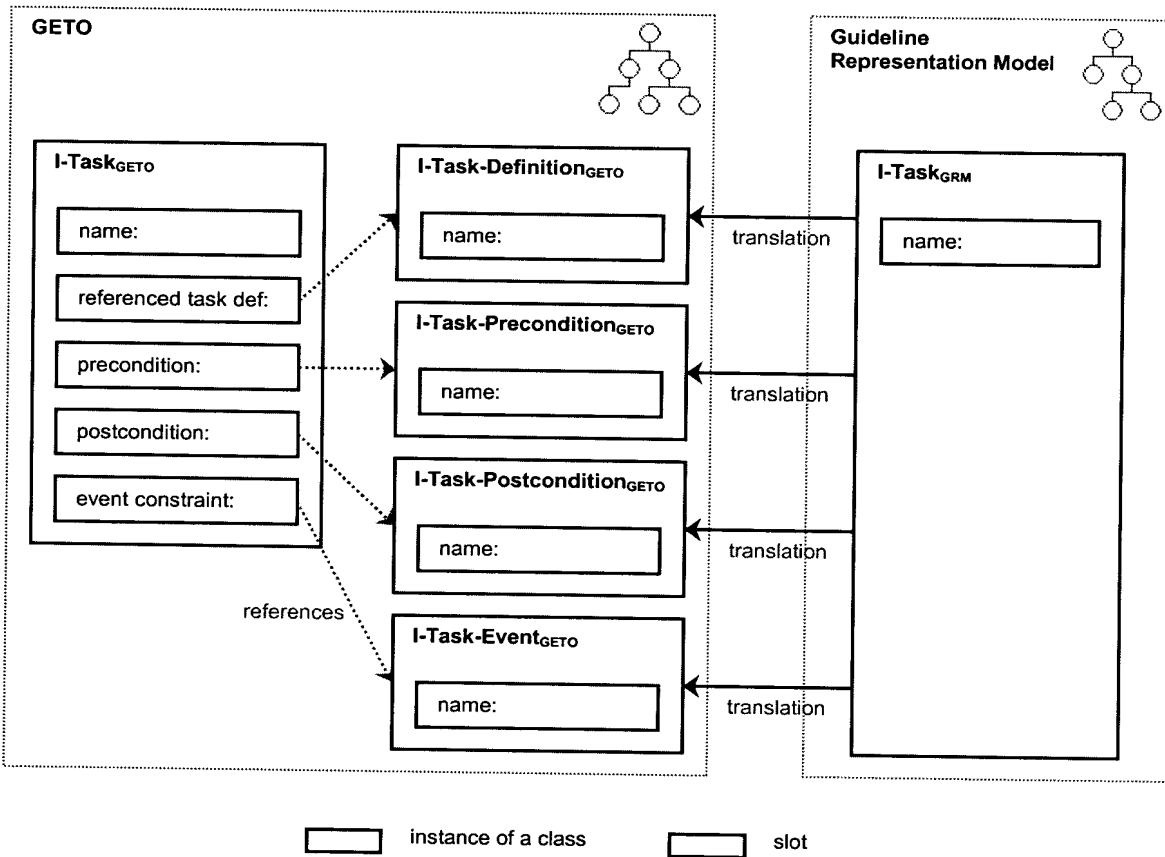 GETO
I-TaskGETO
name:
referenced task def:
precondition:
postcondition:
event constraint:
references
I-Task-DefinitionGETO
name:
I-Task-PreconditionGETO
name:
I-Task-PostconditionGETO
name:
I-Task-EventGETO
name:
translation
translation
translation
translation
Guideline
Representation Model
I-TaskGRM
name:
instance of a class
slot